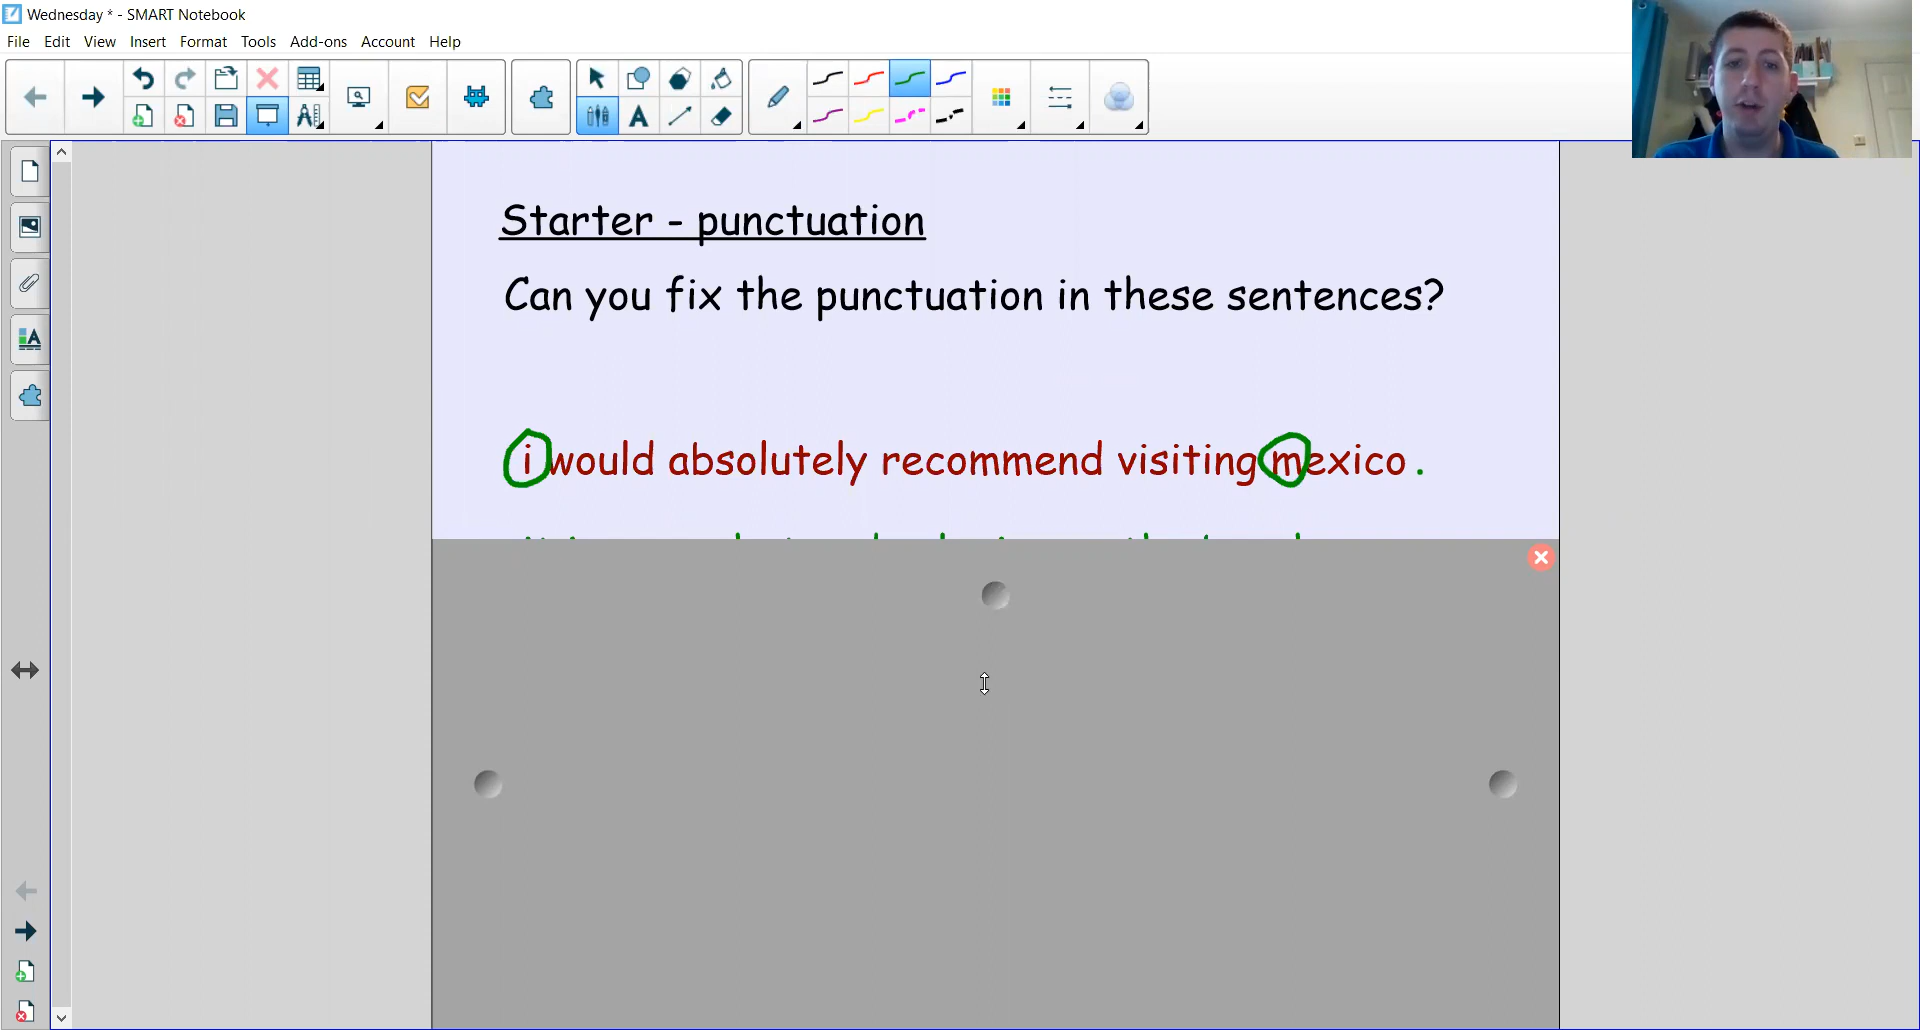 Wednesday * - SMART Notebook
File Edit View Insert Format Tools Add-ons Account Help
Starter - punctuation
Can you fix the punctuation in these sentences?
i would absolutely recommend visiting mexico .